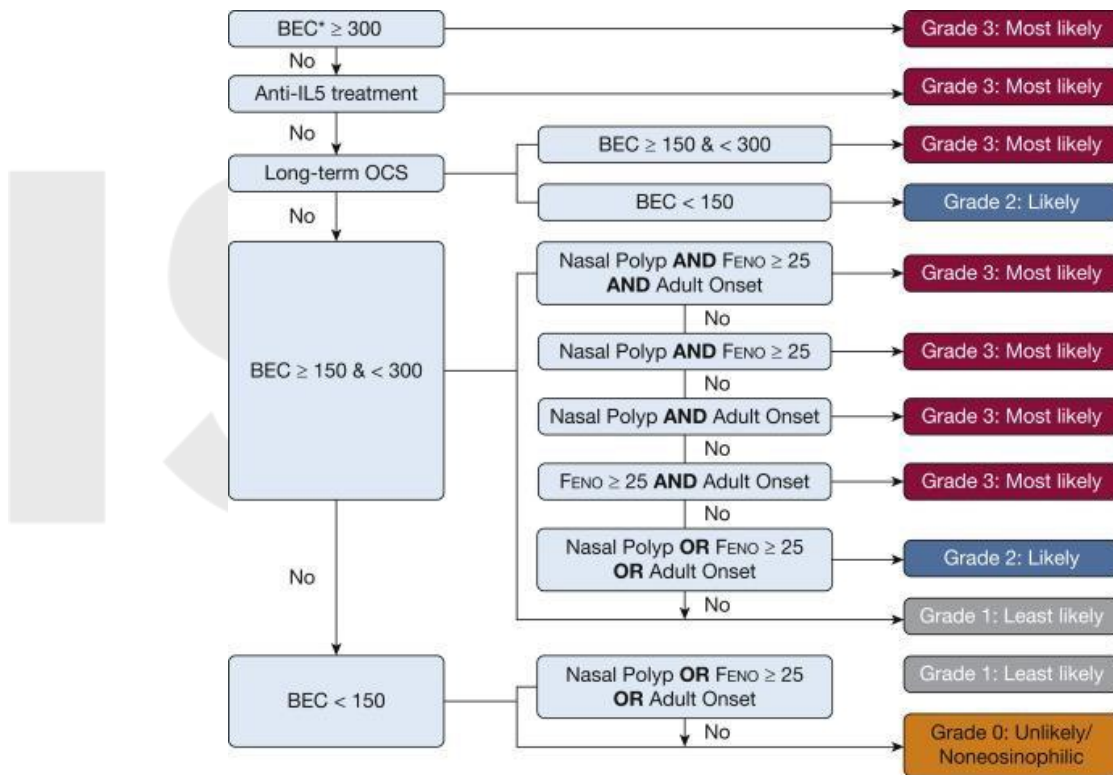 BEC* ≥ 300
Grade 3: Most likely
No
Anti-IL5 treatment
Grade 3: Most likely
No
Long-term OCS
BEC ≥ 150 & < 300
Grade 3: Most likely
BEC < 150
Grade 2: Likely
No
BEC ≥ 150 & < 300
Nasal Polyp AND FENO ≥ 25
AND Adult Onset
Grade 3: Most likely
No
Nasal Polyp AND FENO ≥ 25
Grade 3: Most likely
No
Nasal Polyp AND Adult Onset
Grade 3: Most likely
No
FENO ≥ 25 AND Adult Onset
Grade 3: Most likely
No
Nasal Polyp OR FENO ≥ 25
OR Adult Onset
Grade 2: Likely
No
Grade 1: Least likely
No
BEC < 150
Nasal Polyp OR FENO ≥ 25
OR Adult Onset
Grade 1: Least likely
No
Grade 0: Unlikely/
Noneosinophilic
IS